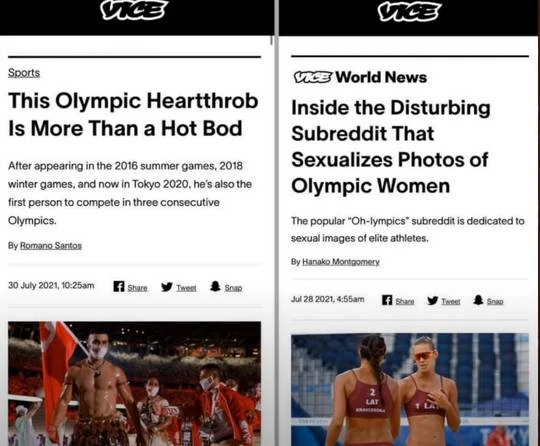 VICE
Sports
This Olympic Heartthrob
Is More Than a Hot Bod
After appearing in the 2016 summer games, 2018
winter games, and now in Tokyo 2020, he's also the
first person to compete in three consecutive
Olympics.
By Romano Santos
30 July 2021, 10:25am
Share
Tweet
Snap
VICE
VICE World News
Inside the Disturbing
Subreddit That
Sexualizes Photos of
Olympic Women
The popular "Oh-lympics" subreddit is dedicated to
sexual images of elite athletes.
By Hanako Montgomery
Jul 28 2021, 4:55am
Share
Tweet
Snap
2
LAT
1
LAT